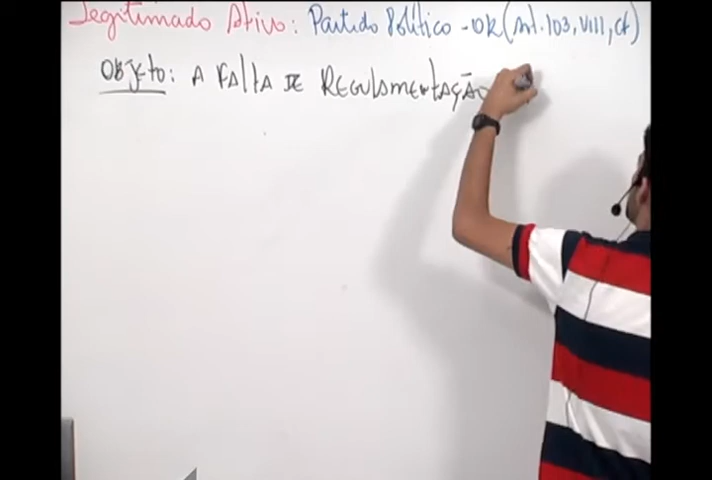 Legitimado Ativo: Partido Político - OK (Art. 103, VIII, CF)
Objeto: A FALTA DE REGULAMENTAÇÃO